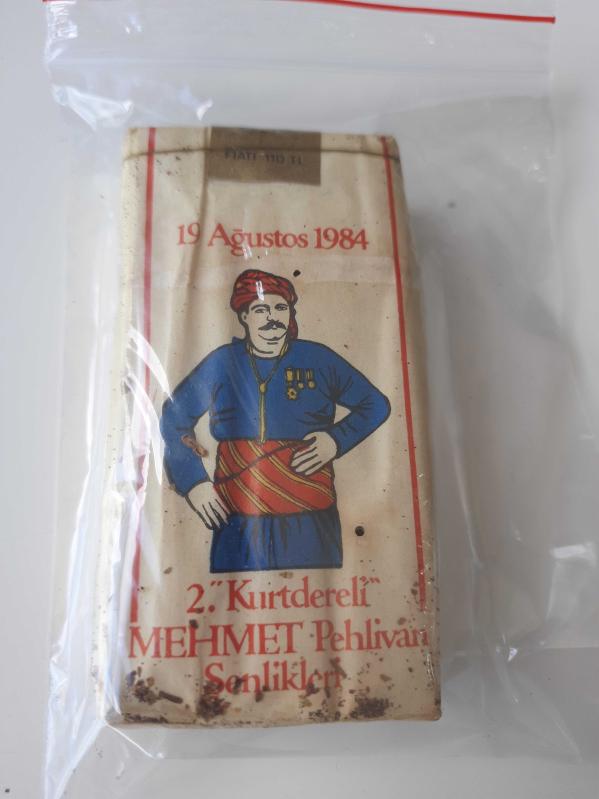 FİATI 110 TL
19 Ağustos 1984
2."Kurtdereli"
MEHMET Pehlivan
Şenlikleri